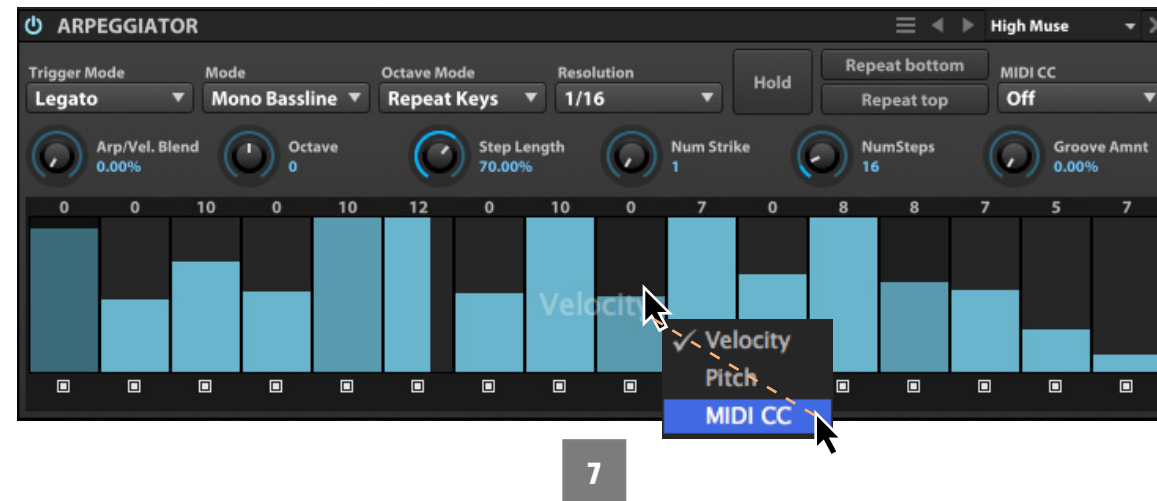 ARPEGGIATOR High Muse
Trigger Mode Mode Octave Mode Resolution Hold Repeat bottom MIDI CC
Legato Mono Bassline Repeat Keys 1/16 Repeat top Off
Arp/Vel. Blend Octave Step Length Num Strike NumSteps Groove Amnt
0.00% 0 70.00% 1 16 0.00%
0 0 10 0 10 12 0 10 0 7 0 8 8 7 5 7
Velocity
Velocity
Pitch
MIDI CC
7